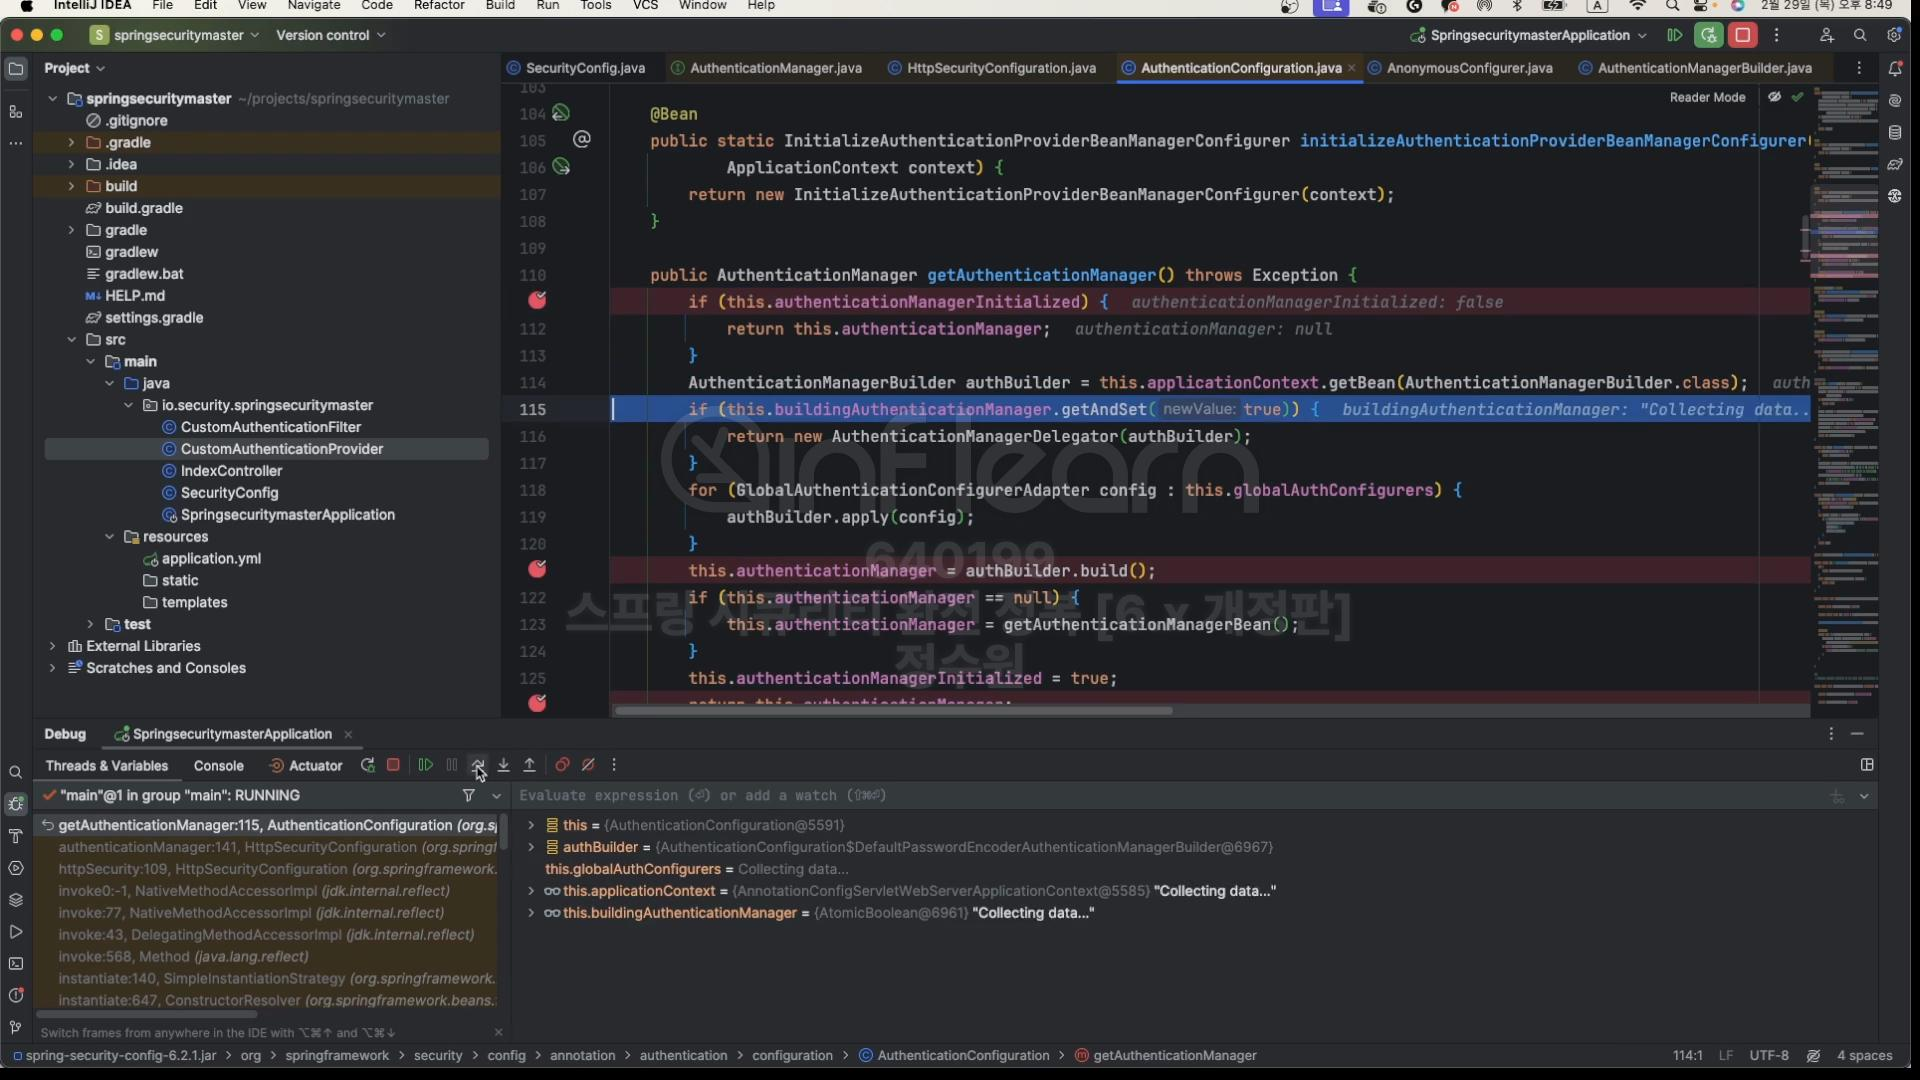 IntelliJ IDEA File Edit View Navigate Code Refactor Build Run Tools VCS Window Help 2월 29일 (목) 오후 8:49
S springsecuritymaster Version control SpringsecuritymasterApplication
Project
SecurityConfig.java AuthenticationManager.java HttpSecurityConfiguration.java AuthenticationConfiguration.java AnonymousConfigurer.java AuthenticationManagerBuilder.java
springsecuritymaster ~/projects/springsecuritymaster
.gitignore
.gradle
.idea
build
build.gradle
gradle
gradlew
gradlew.bat
HELP.md
settings.gradle
src
main
java
io.security.springsecuritymaster
CustomAuthenticationFilter
CustomAuthenticationProvider
IndexController
SecurityConfig
SpringsecuritymasterApplication
resources
application.yml
static
templates
test
External Libraries
Scratches and Consoles
Reader Mode
103
104 @Bean
105 public static InitializeAuthenticationProviderBeanManagerConfigurer initializeAuthenticationProviderBeanManagerConfigurer(
106 ApplicationContext context) {
107 return new InitializeAuthenticationProviderBeanManagerConfigurer(context);
108 }
109
110 public AuthenticationManager getAuthenticationManager() throws Exception {
if (this.authenticationManagerInitialized) { authenticationManagerInitialized: false
112 return this.authenticationManager; authenticationManager: null
113 }
114 AuthenticationManagerBuilder authBuilder = this.applicationContext.getBean(AuthenticationManagerBuilder.class); auth
115 if (this.buildingAuthenticationManager.getAndSet( newValue: true)) { buildingAuthenticationManager: "Collecting data..
116 return new AuthenticationManagerDelegator(authBuilder);
117 }
118 for (GlobalAuthenticationConfigurerAdapter config : this.globalAuthConfigurers) {
119 authBuilder.apply(config);
120 }
this.authenticationManager = authBuilder.build();
122 if (this.authenticationManager == null) {
123 this.authenticationManager = getAuthenticationManagerBean();
124 }
125 this.authenticationManagerInitialized = true;
return this.authenticationManager;
inflearn
640199
스프링 시큐리티 완전 정복 [6.x 개정판]
정수원
Debug SpringsecuritymasterApplication
Threads & Variables Console Actuator
"main"@1 in group "main": RUNNING
Evaluate expression (⏎) or add a watch (⇧⌘⏎)
getAuthenticationManager:115, AuthenticationConfiguration (org.s
authenticationManager:141, HttpSecurityConfiguration (org.springf
httpSecurity:109, HttpSecurityConfiguration (org.springframework.
invoke0:-1, NativeMethodAccessorImpl (jdk.internal.reflect)
invoke:77, NativeMethodAccessorImpl (jdk.internal.reflect)
invoke:43, DelegatingMethodAccessorImpl (jdk.internal.reflect)
invoke:568, Method (java.lang.reflect)
instantiate:140, SimpleInstantiationStrategy (org.springframework.
instantiate:647, ConstructorResolver (org.springframework.beans.
this = {AuthenticationConfiguration@5591}
authBuilder = {AuthenticationConfiguration$DefaultPasswordEncoderAuthenticationManagerBuilder@6967}
this.globalAuthConfigurers = Collecting data...
this.applicationContext = {AnnotationConfigServletWebServerApplicationContext@5585} "Collecting data..."
this.buildingAuthenticationManager = {AtomicBoolean@6961} "Collecting data..."
Switch frames from anywhere in the IDE with ⌥⌘↑ and ⌥⌘↓
spring-security-config-6.2.1.jar > org > springframework > security > config > annotation > authentication > configuration > AuthenticationConfiguration > getAuthenticationManager 114:1 LF UTF-8 4 spaces